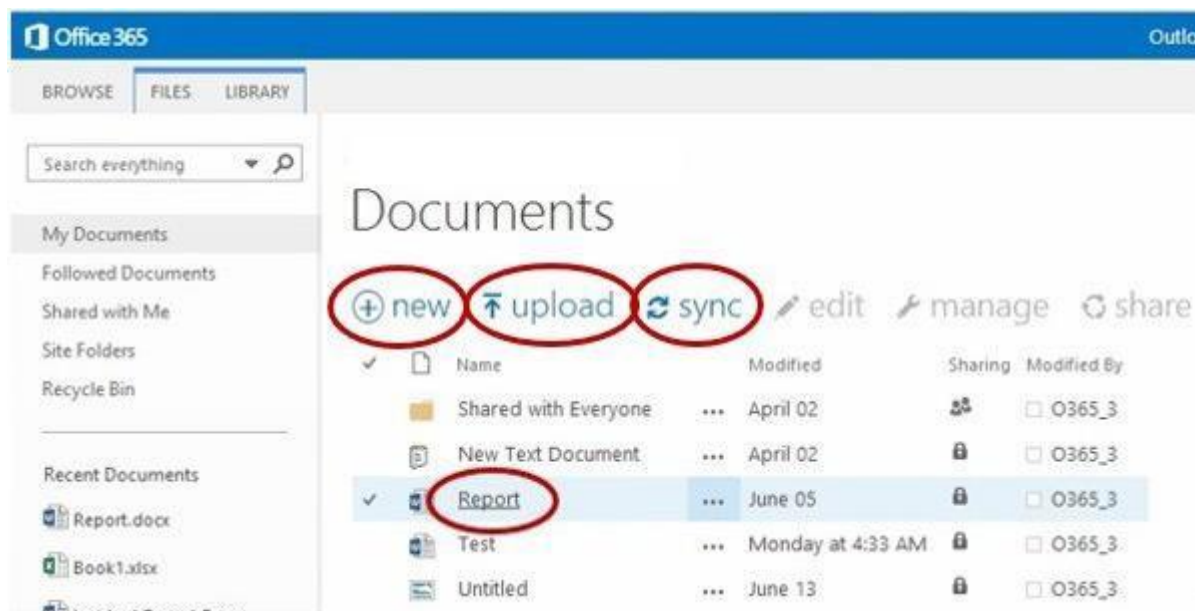 Office 365
Outlo
BROWSE FILES LIBRARY
Search everything
My Documents
Followed Documents
Shared with Me
Site Folders
Recycle Bin
Recent Documents
Report.docx
Book1.xlsx
Documents
new upload sync edit manage share
Name Modified Sharing Modified By
Shared with Everyone ... April 02 O365_3
New Text Document ... April 02 O365_3
Report ... June 05 O365_3
Test ... Monday at 4:33 AM O365_3
Untitled ... June 13 O365_3